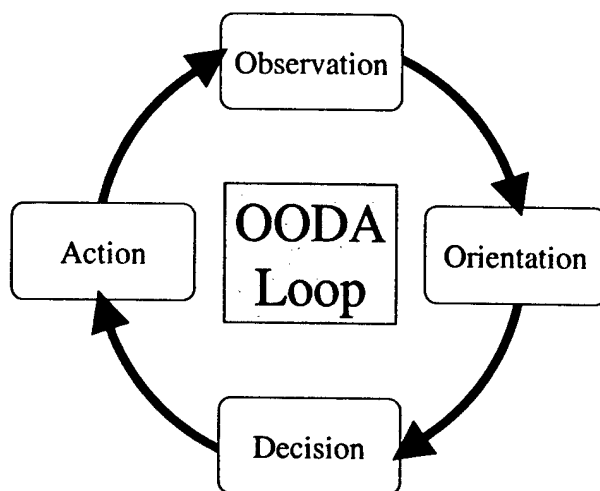 Observation
OODA
Loop
Action
Orientation
Decision